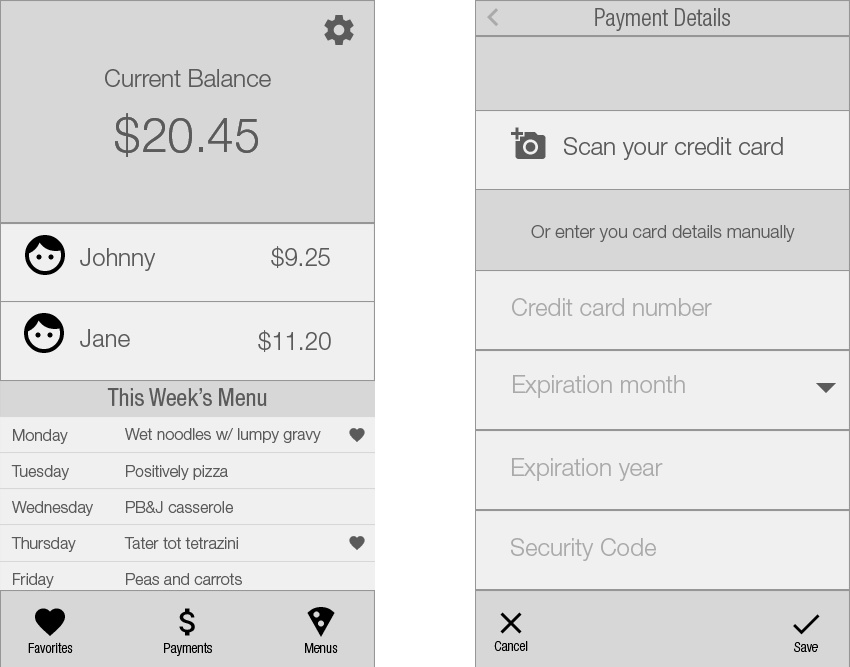 Current Balance
$20.45
Johnny $9.25
Jane $11.20
This Week's Menu
Monday Wet noodles w/ lumpy gravy
Tuesday Positively pizza
Wednesday PB&J casserole
Thursday Tater tot tetrazini
Friday Peas and carrots
Favorites Payments Menus
Payment Details
Scan your credit card
Or enter you card details manually
Credit card number
Expiration month
Expiration year
Security Code
Cancel Save